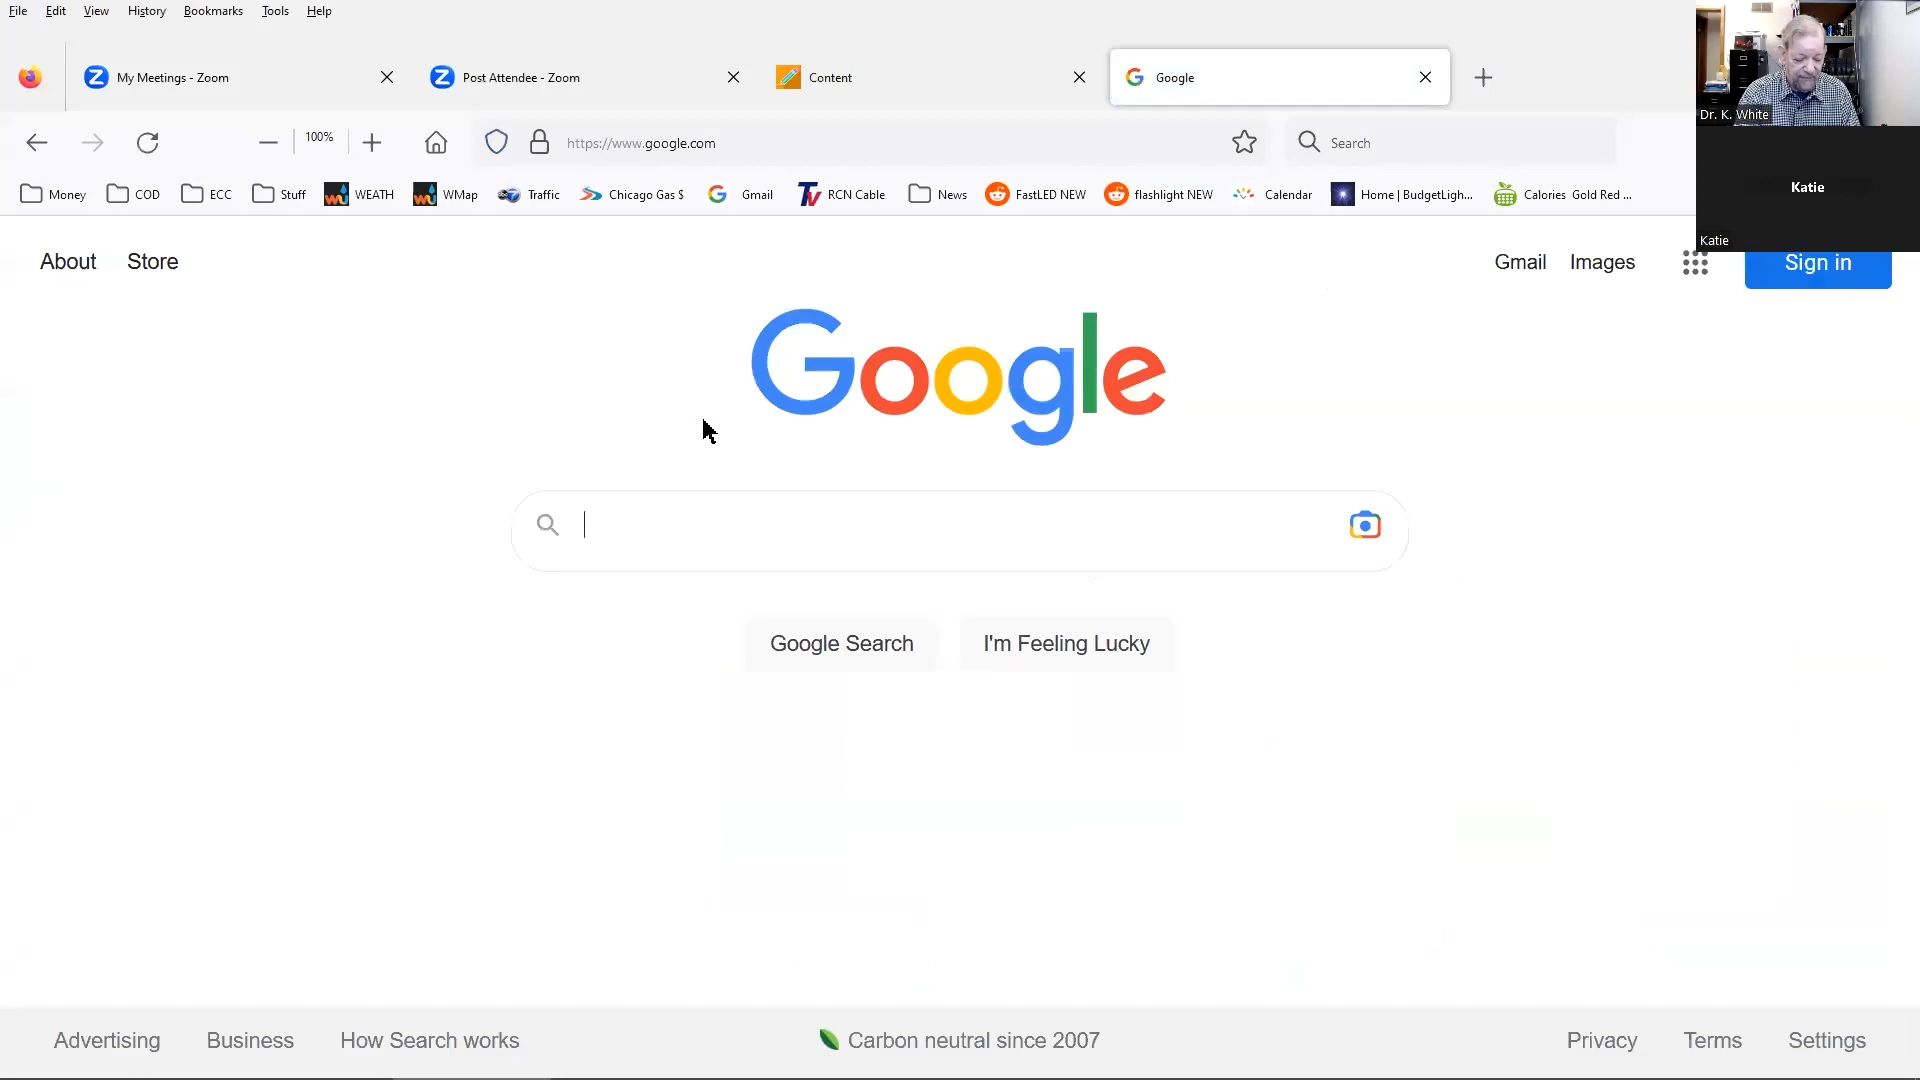 File Edit View History Bookmarks Tools Help
My Meetings - Zoom Post Attendee - Zoom Content Google
100% https://www.google.com Search
Money COD ECC Stuff WEATH WMap Traffic Chicago Gas $ Gmail RCN Cable News FastLED NEW flashlight NEW Calendar Home | BudgetLigh... Calories Gold Red ...
Dr. K. White
Katie
Katie
About Store Gmail Images Sign in
Google
Google Search I'm Feeling Lucky
Advertising Business How Search works Carbon neutral since 2007 Privacy Terms Settings